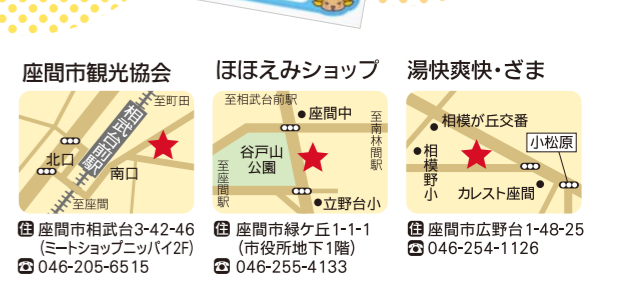 座間市観光協会
至町田
相武台前駅
北口
南口
至座間
住 座間市相武台3-42-46
(ミートショップニッパイ2F)
☎ 046-205-6515
ほほえみショップ
至相武台前駅
座間中
至南林間駅
谷戸山
公園
至座間駅
立野台小
住 座間市緑ケ丘1-1-1
(市役所地下1階)
☎ 046-255-4133
湯快爽快・ざま
相模が丘交番
小松原
相模野小
カレスト座間
住 座間市広野台1-48-25
☎ 046-254-1126